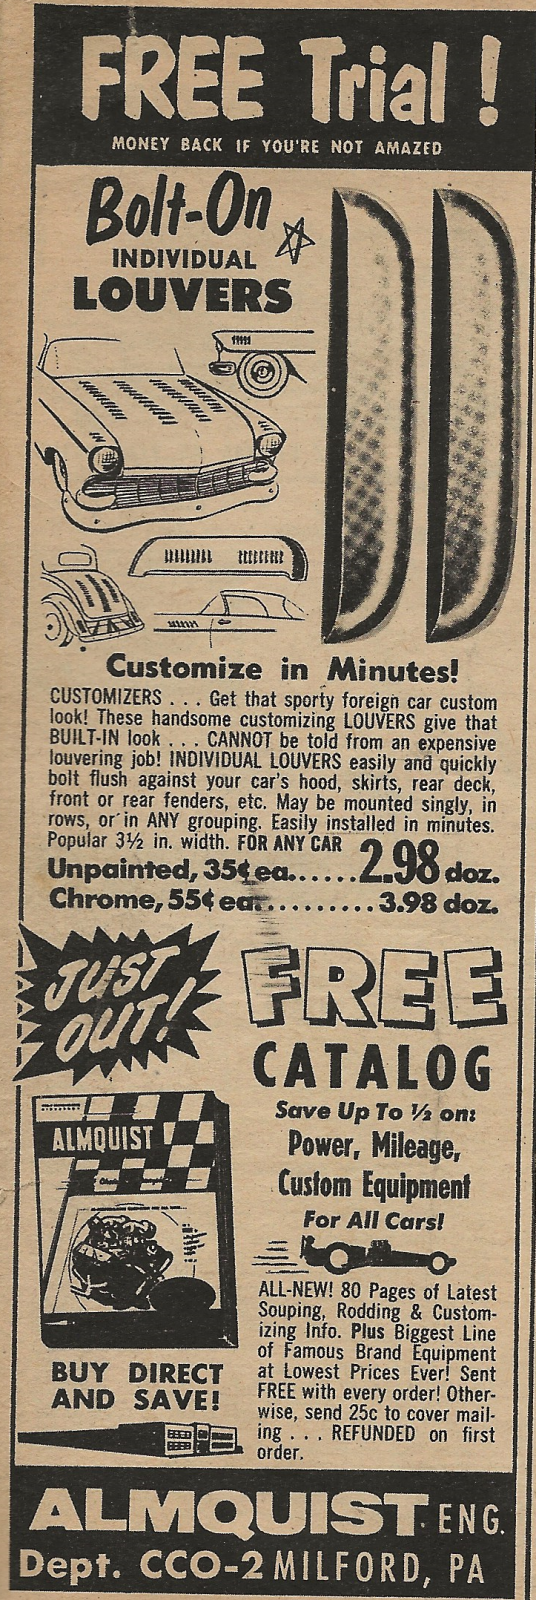 FREE Trial!
MONEY BACK IF YOU'RE NOT AMAZED
Bolt-On
INDIVIDUAL
LOUVERS
Customize in Minutes!
CUSTOMIZERS . . . Get that sporty foreign car custom
look! These handsome customizing LOUVERS give that
BUILT-IN look . . . CANNOT be told from an expensive
louvering job! INDIVIDUAL LOUVERS easily and quickly
bolt flush against your car's hood, skirts, rear deck,
front or rear fenders, etc. May be mounted singly, in
rows, or in ANY grouping. Easily installed in minutes.
Popular 3½ in. width. FOR ANY CAR
Unpainted, 35¢ ea......2.98 doz.
Chrome, 55¢ ea..........3.98 doz.
JUST
OUT!
FREE
CATALOG
Save Up To ½ on:
Power, Mileage,
Custom Equipment
For All Cars!
ALMQUIST
ALL-NEW! 80 Pages of Latest
Souping, Rodding & Custom-
izing Info. Plus Biggest Line
of Famous Brand Equipment
at Lowest Prices Ever! Sent
FREE with every order! Other-
wise, send 25c to cover mail-
ing . . . REFUNDED on first
order.
BUY DIRECT
AND SAVE!
ALMQUIST ENG.
Dept. CCO-2 MILFORD, PA